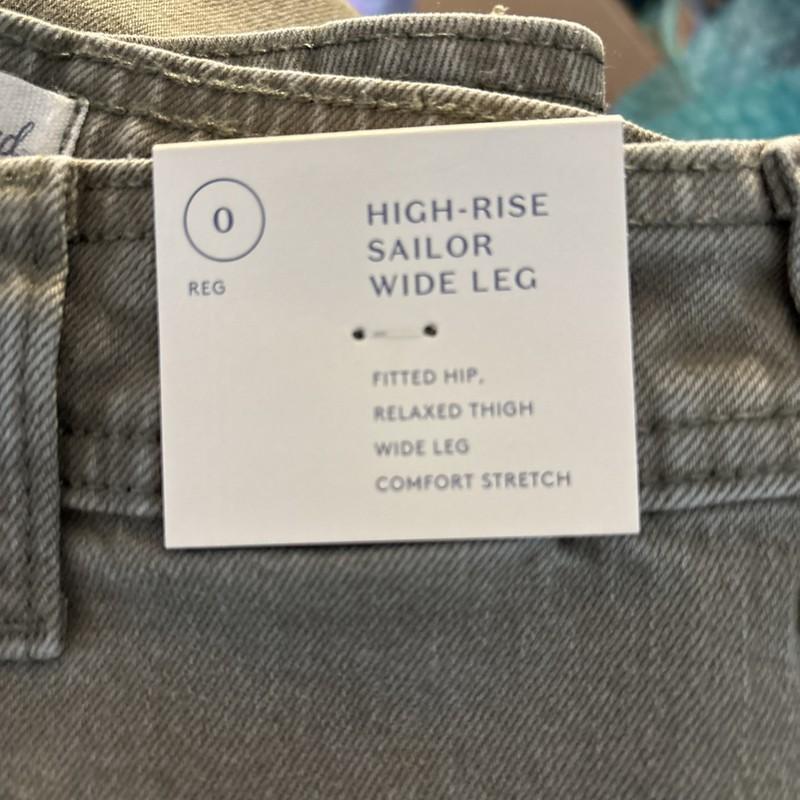 0
REG
HIGH-RISE
SAILOR
WIDE LEG
FITTED HIP,
RELAXED THIGH
WIDE LEG
COMFORT STRETCH